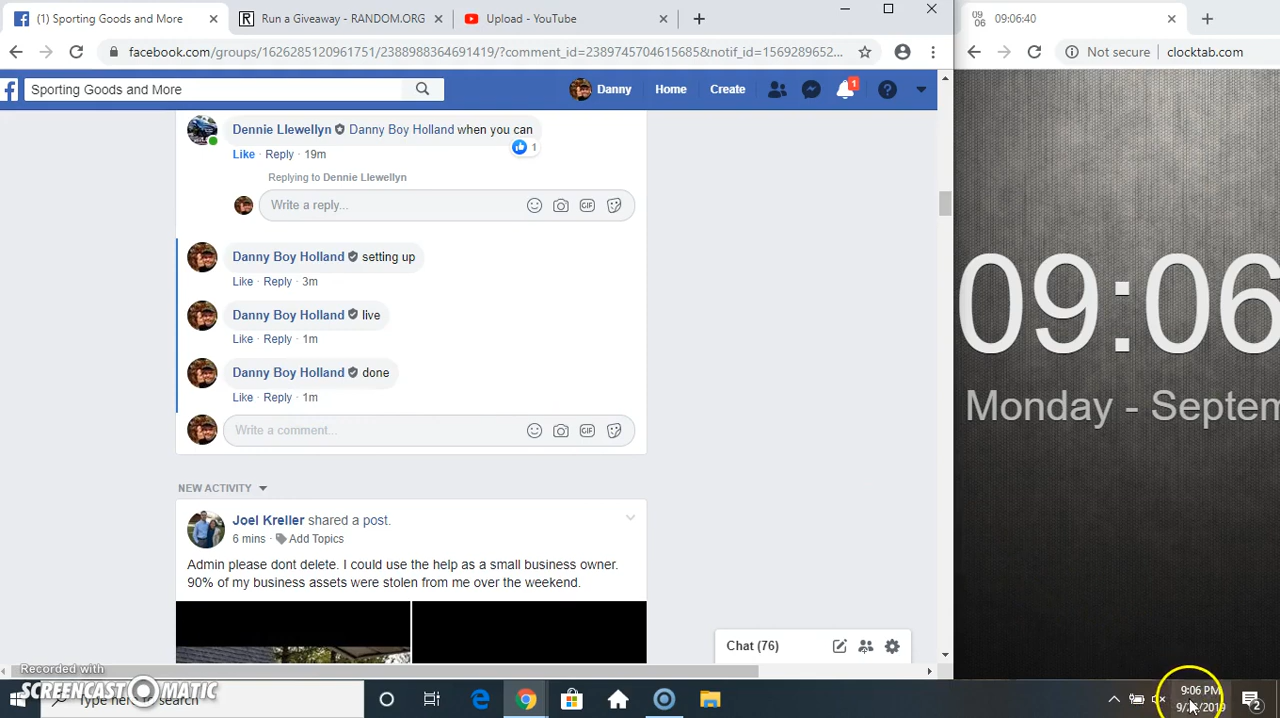 (1) Sporting Goods and More
Run a Giveaway - RANDOM.ORG
Upload - YouTube
09:06:40
facebook.com/groups/1626285120961751/2388988364691419/?comment_id=2389745704615685&notif_id=1569289652...
Not secure
clocktab.com
Sporting Goods and More
Danny
Home
Create
1
Dennie Llewellyn Danny Boy Holland when you can
1
Like · Reply · 19m
Replying to Dennie Llewellyn
Write a reply...
GIF
Danny Boy Holland setting up
Like · Reply · 3m
Danny Boy Holland live
Like · Reply · 1m
Danny Boy Holland done
Like · Reply · 1m
Write a comment...
GIF
NEW ACTIVITY
Joel Kreller shared a post.
6 mins · Add Topics
Admin please dont delete. I could use the help as a small business owner.
90% of my business assets were stolen from me over the weekend.
Chat (76)
09:06
Monday - Septem
Recorded with
SCREENCAST-O-MATIC
search
9:06 PM
2